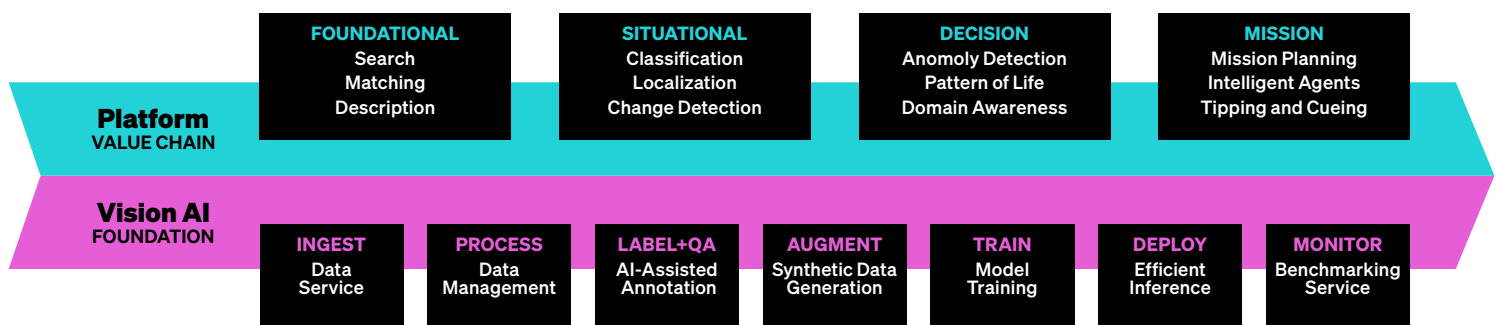 Platform
VALUE CHAIN
FOUNDATIONAL
Search
Matching
Description
SITUATIONAL
Classification
Localization
Change Detection
DECISION
Anomoly Detection
Pattern of Life
Domain Awareness
MISSION
Mission Planning
Intelligent Agents
Tipping and Cueing
Vision AI
FOUNDATION
INGEST
Data
Service
PROCESS
Data
Management
LABEL+QA
AI-Assisted
Annotation
AUGMENT
Synthetic Data
Generation
TRAIN
Model
Training
DEPLOY
Efficient
Inference
MONITOR
Benchmarking
Service